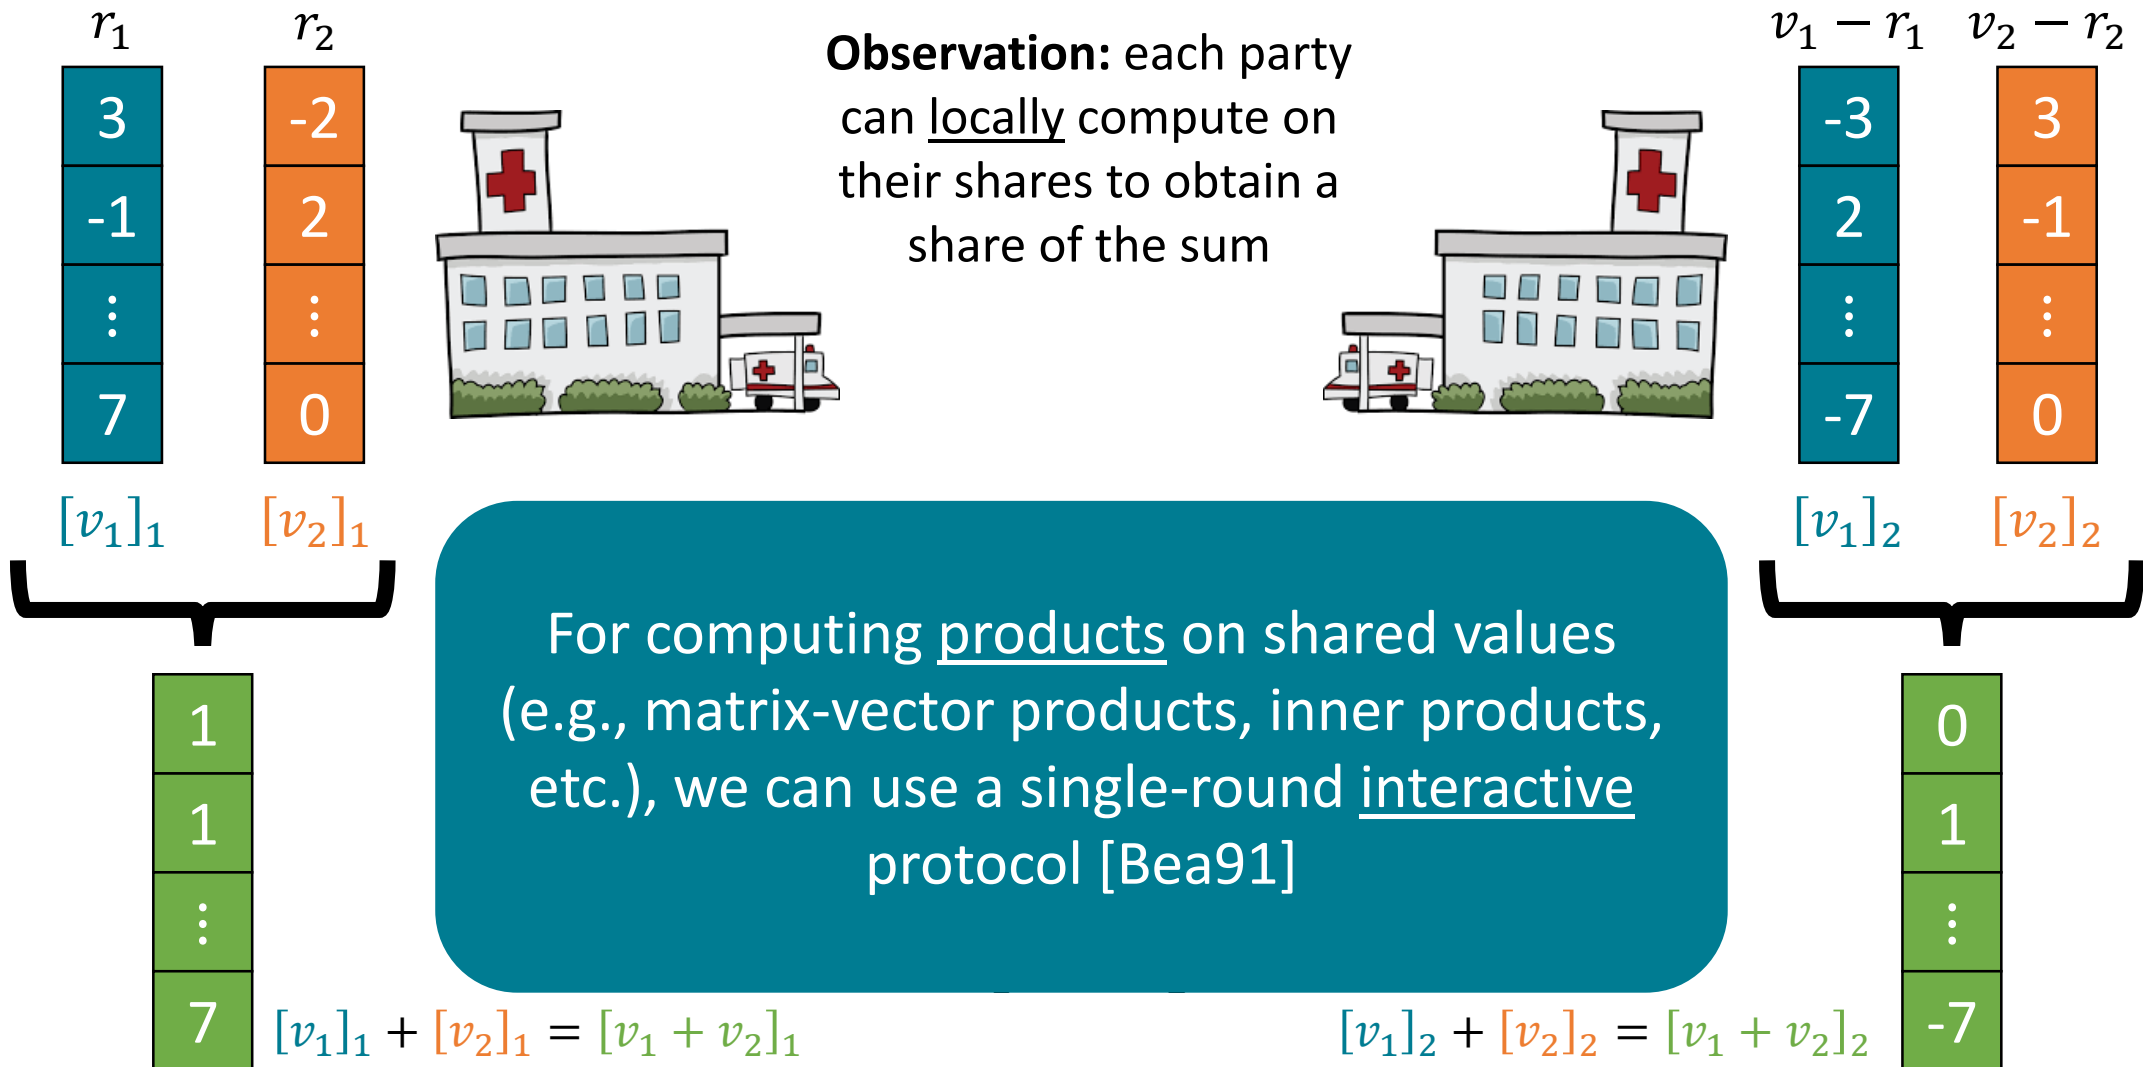 r₁ r₂
3 -2
-1 2
⋮ ⋮
7 0
[v₁]₁ [v₂]₁
1
1
⋮
7
[v₁]₁ + [v₂]₁ = [v₁ + v₂]₁
Observation: each party
can locally compute on
their shares to obtain a
share of the sum
For computing products on shared values
(e.g., matrix-vector products, inner products,
etc.), we can use a single-round interactive
protocol [Bea91]
v₁ − r₁ v₂ − r₂
-3 3
2 -1
⋮ ⋮
-7 0
[v₁]₂ [v₂]₂
0
1
⋮
-7
[v₁]₂ + [v₂]₂ = [v₁ + v₂]₂